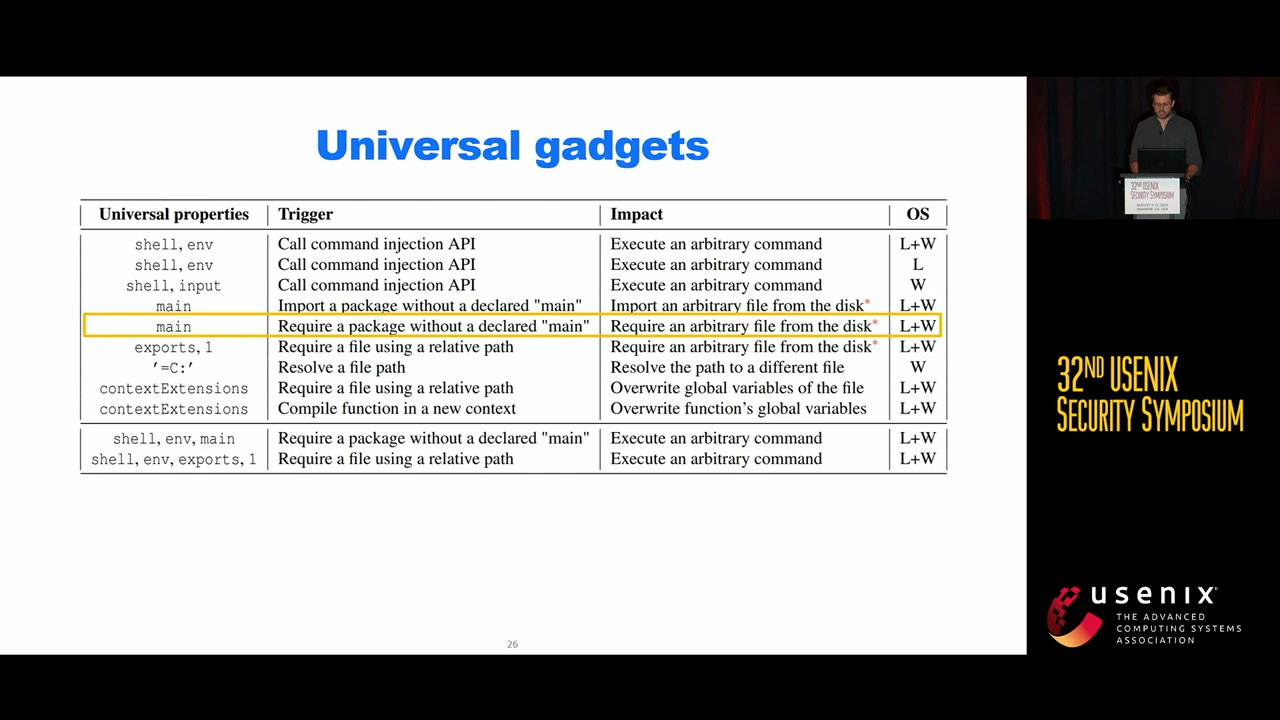 Universal gadgets
Universal properties Trigger Impact OS
shell, env Call command injection API Execute an arbitrary command L+W
shell, env Call command injection API Execute an arbitrary command L
shell, input Call command injection API Execute an arbitrary command W
main Import a package without a declared "main" Import an arbitrary file from the disk* L+W
main Require a package without a declared "main" Require an arbitrary file from the disk* L+W
exports, 1 Require a file using a relative path Require an arbitrary file from the disk* L+W
'=C:' Resolve a file path Resolve the path to a different file W
contextExtensions Require a file using a relative path Overwrite global variables of the file L+W
contextExtensions Compile function in a new context Overwrite function's global variables L+W
shell, env, main Require a package without a declared "main" Execute an arbitrary command L+W
shell, env, exports, 1 Require a file using a relative path Execute an arbitrary command L+W
26
32ND USENIX
SECURITY SYMPOSIUM
32ND USENIX
SECURITY SYMPOSIUM
usenix
THE ADVANCED
COMPUTING SYSTEMS
ASSOCIATION